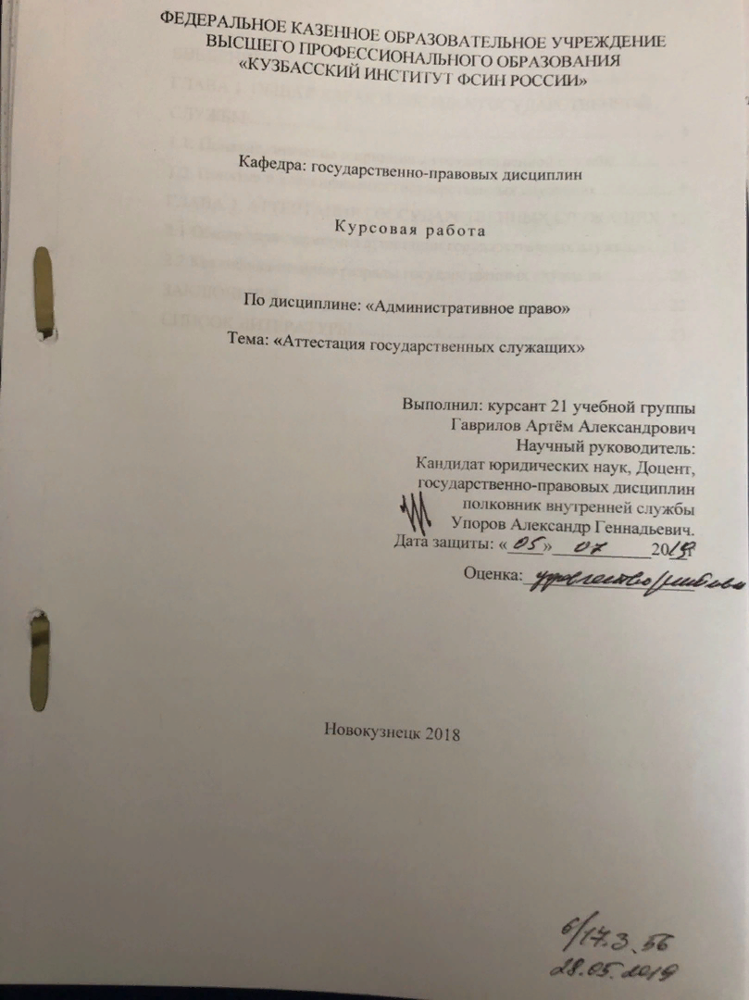 ФЕДЕРАЛЬНОЕ КАЗЕННОЕ ОБРАЗОВАТЕЛЬНОЕ УЧРЕЖДЕНИЕ
ВЫСШЕГО ПРОФЕССИОНАЛЬНОГО ОБРАЗОВАНИЯ
«КУЗБАССКИЙ ИНСТИТУТ ФСИН РОССИИ»
Кафедра: государственно-правовых дисциплин
Курсовая работа
По дисциплине: «Административное право»
Тема: «Аттестация государственных служащих»
Выполнил: курсант 21 учебной группы
Гаврилов Артём Александрович
Научный руководитель:
Кандидат юридических наук, Доцент,
государственно-правовых дисциплин
полковник внутренней службы
Упоров Александр Геннадьевич.
Дата защиты: «05» 07 2019г
Оценка: удовлетворительно
Новокузнецк 2018
6/17.3.56
28.05.2019